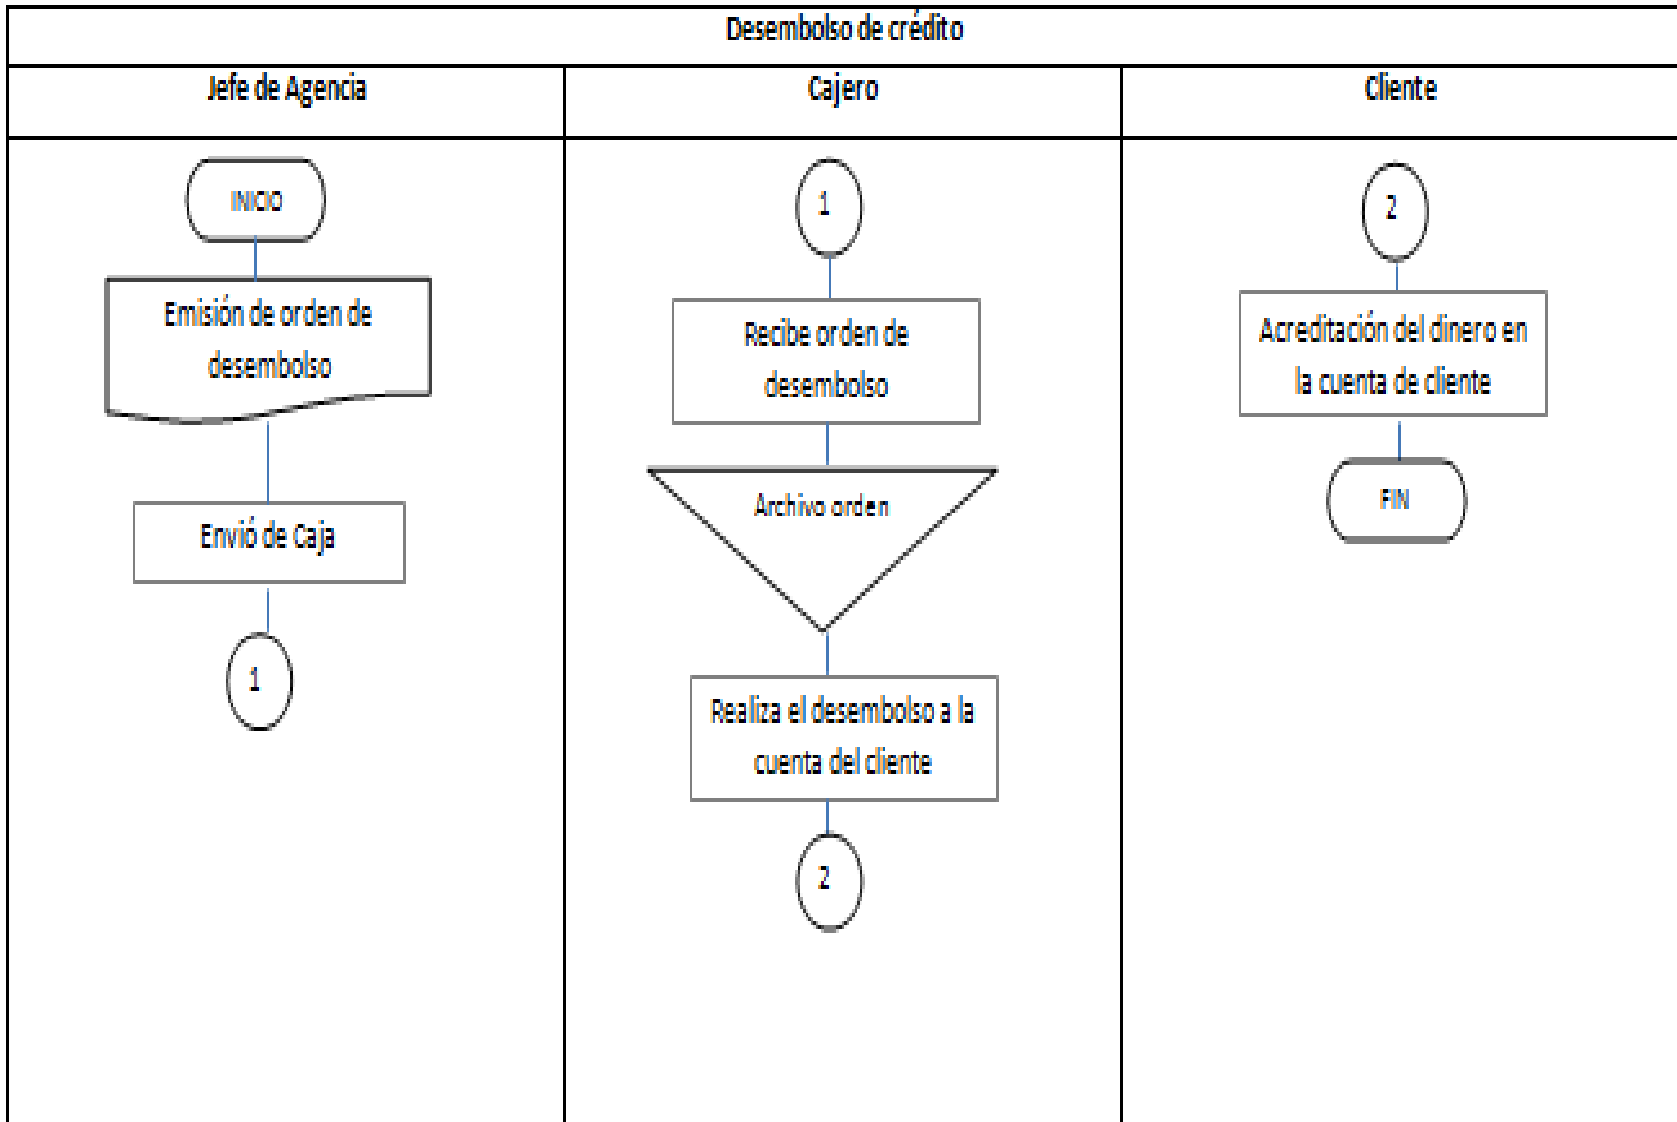 Desembolso de crédito
Jefe de Agencia
Cajero
Cliente
INICIO
Emisión de orden de
desembolso
Envió de Caja
1
1
Recibe orden de
desembolso
Archivo orden
Realiza el desembolso a la
cuenta del cliente
2
2
Acreditación del dinero en
la cuenta de cliente
FIN